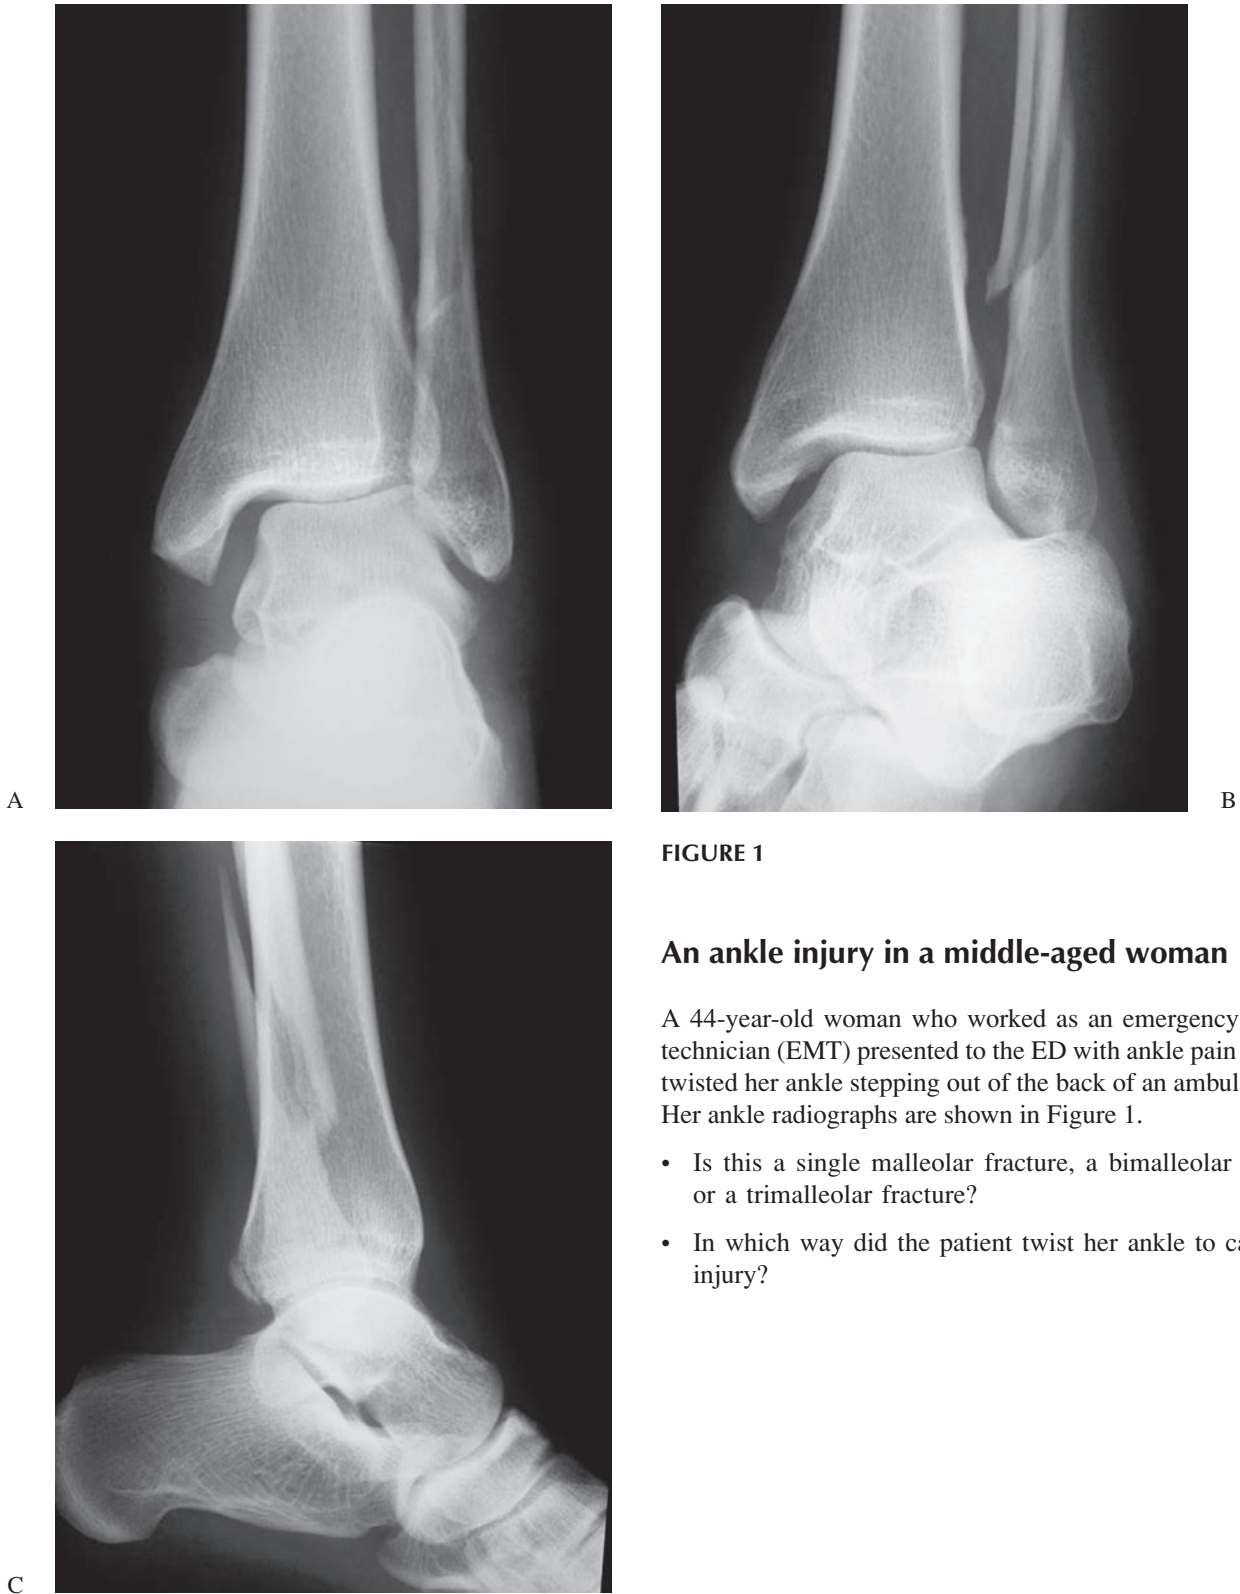 A
B
FIGURE 1
An ankle injury in a middle-aged woman
A 44-year-old woman who worked as an emergency
technician (EMT) presented to the ED with ankle pain
twisted her ankle stepping out of the back of an
Her ankle radiographs are shown in Figure 1.
• Is this a single malleolar fracture, a bimalleolar
or a trimalleolar fracture?
• In which way did the patient twist her ankle to
injury?
C